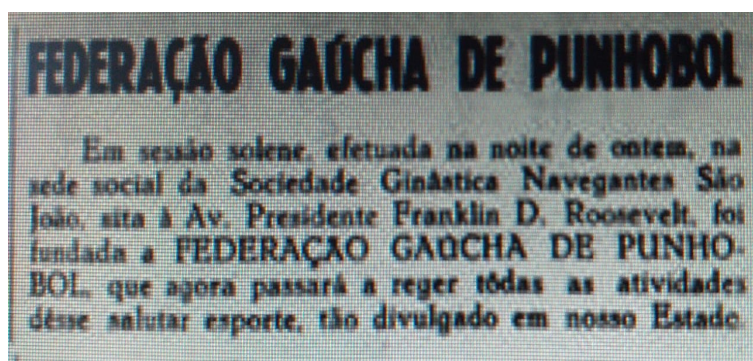 FEDERAÇÃO GAÚCHA DE PUNHOBOL
Em sessão solene, efetuada na noite de ontem, na
sede social da Sociedade Ginástica Navegantes São
João, sita à Av. Presidente Franklin D. Roosevelt, foi
fundada a FEDERAÇÃO GAÚCHA DE PUNHO-
BOL, que agora passará a reger tôdas as atividades
dêsse salutar esporte, tão divulgado em nosso Estado.